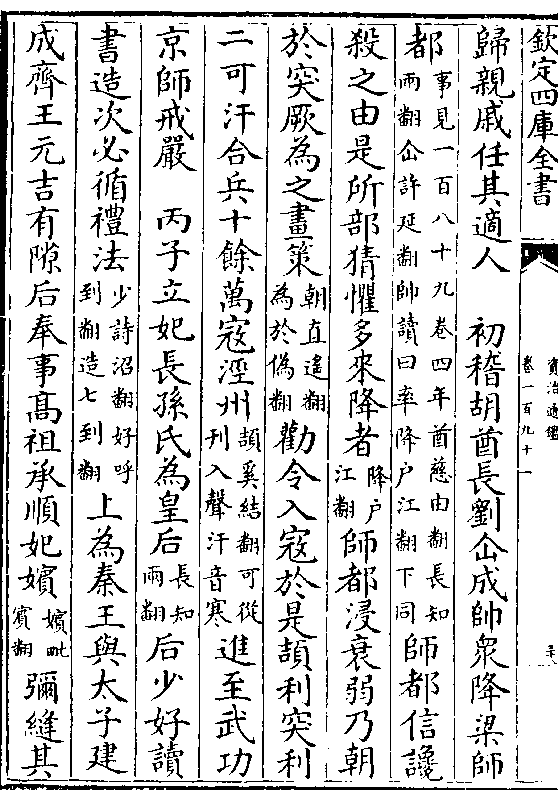 欽定四庫全書
資治通鑑
卷一百九十一
歸親戚任其適人　初稽胡酋長劉屳成帥衆降梁師
都事見一百八十九卷四年酋慈由翻長知兩翻屳許延翻帥讀曰率降户江翻下同師都信讒
殺之由是所部猜懼多來降者降户江翻師都浸衰弱乃朝
於突厥為之畫策朝直遙翻為於偽翻勸令入寇於是頡利突利
二可汗合兵十餘萬寇涇州頡奚結翻可從刊入聲汗音寒進至武功
京師戒嚴　丙子立妃長孫氏為皇后長知兩翻后少好讀
書造次必循禮法少詩沼翻好呼到翻造七到翻上為秦王與太子建
成齊王元吉有隙后奉事高祖承順妃嬪嬪毗賓翻彌縫其